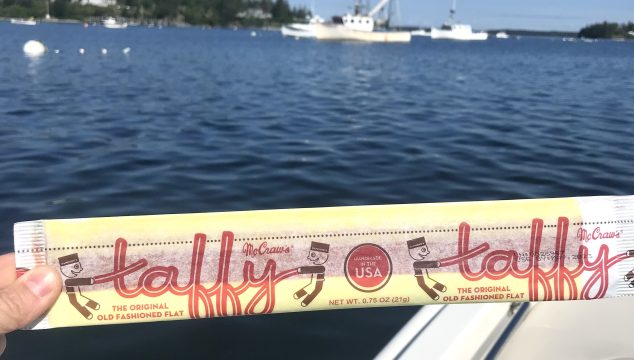 McCraw's
taffy
THE ORIGINAL
OLD FASHIONED FLAT
HANDMADE
IN THE
USA
NET WT. 0.75 OZ (21g)
McCraw's
taffy
THE ORIGINAL
OLD FASHIONED FLAT